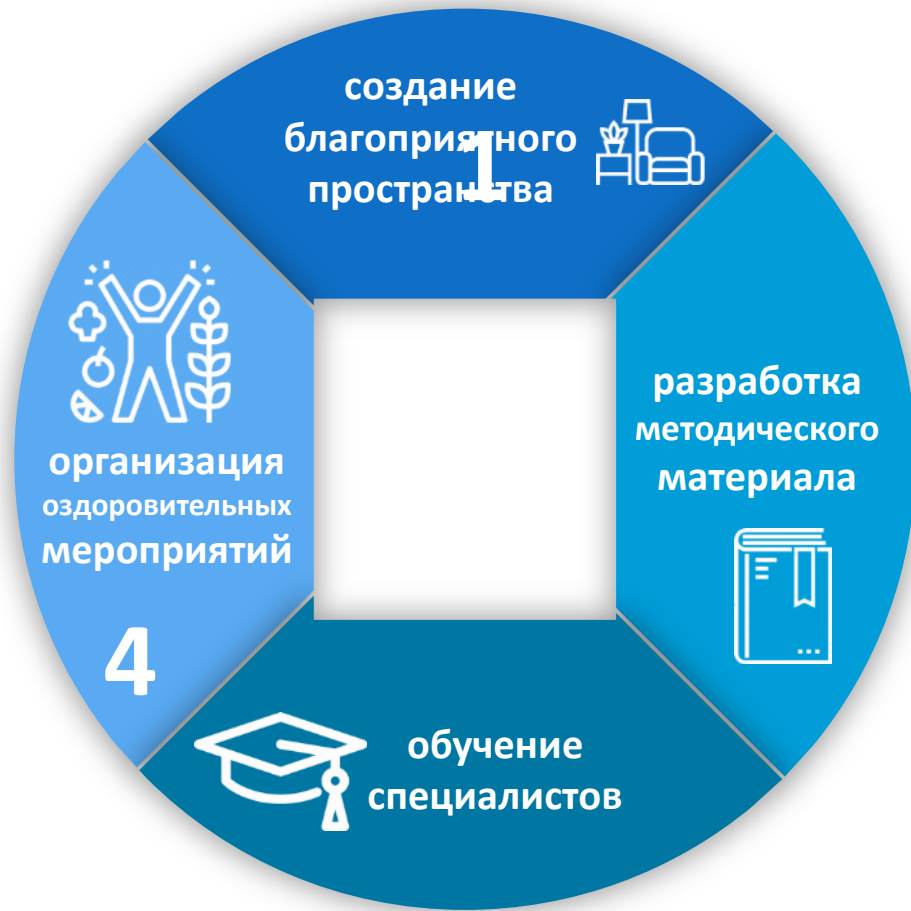 создание
благоприятного
пространства
1
разработка
методического
материала
обучение
специалистов
организация
оздоровительных
мероприятий
4